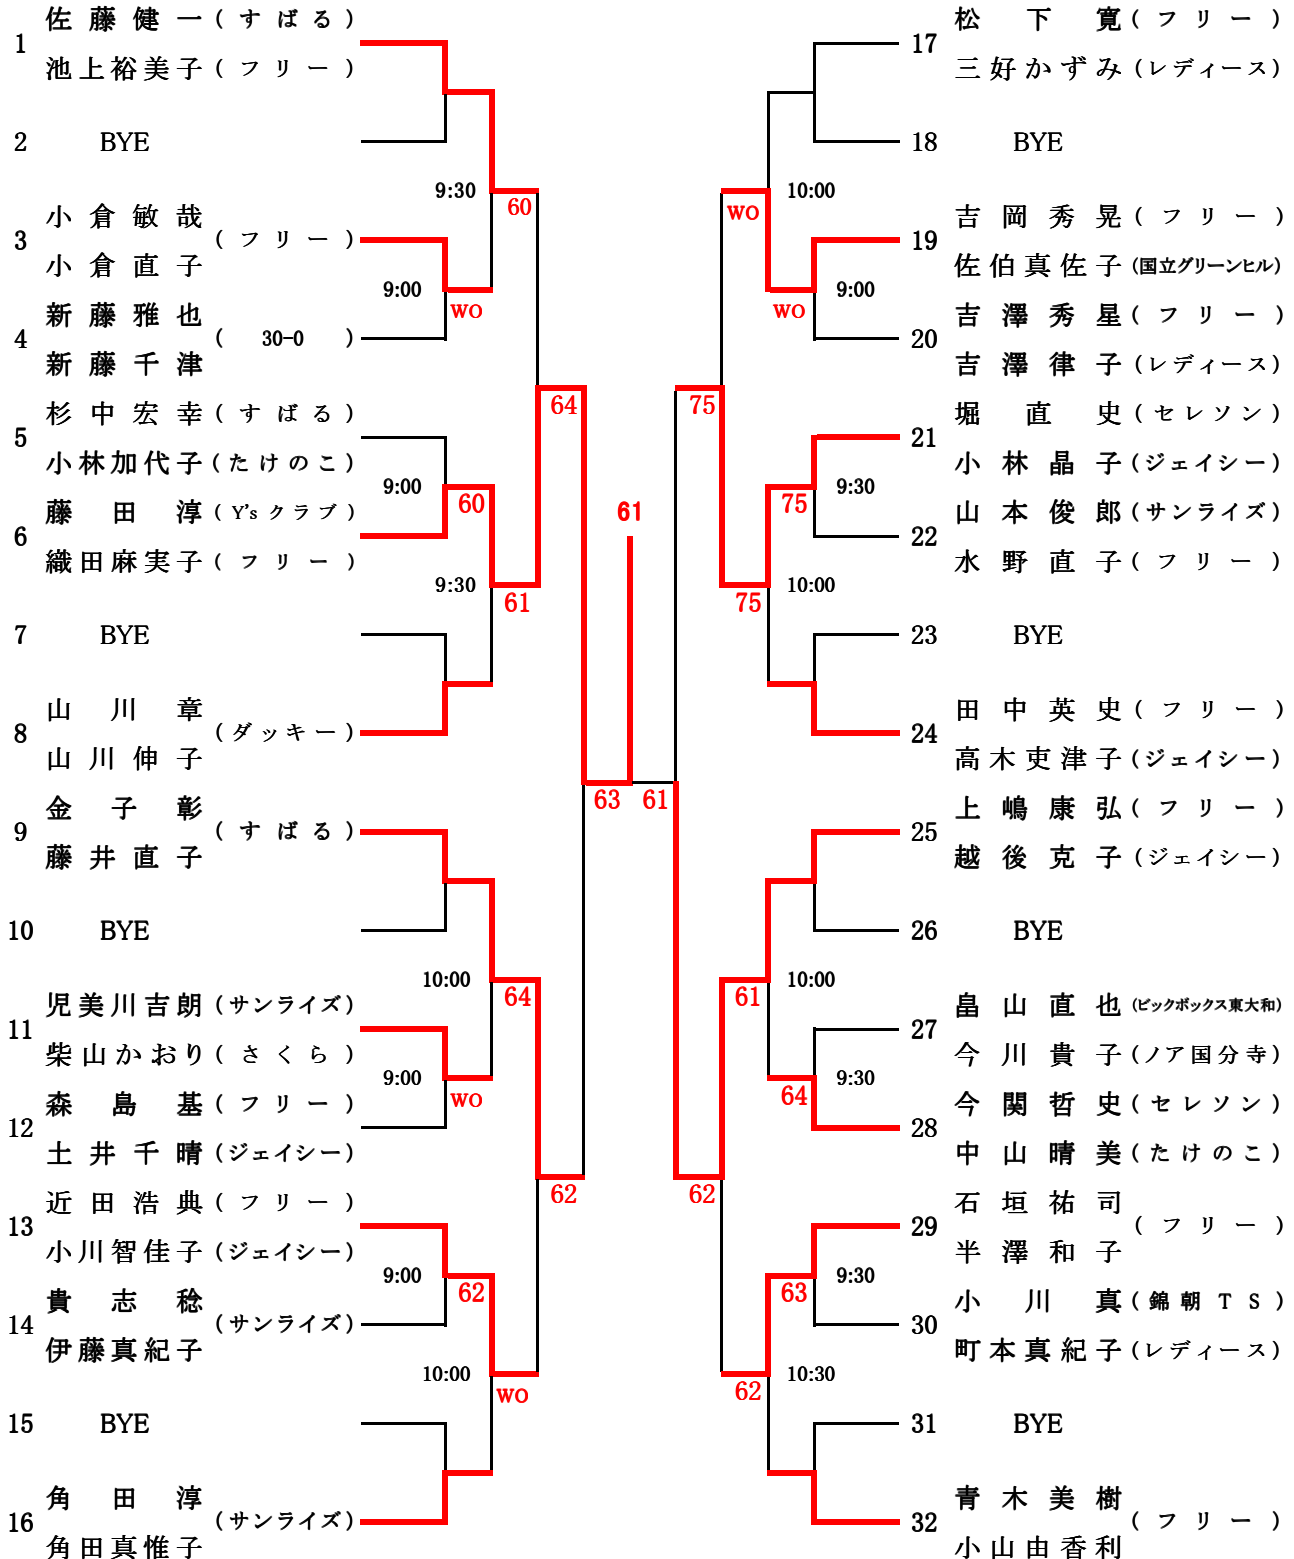 1 佐藤健一 (すばる)
池上裕美子 (フリー)
2 BYE
9:30
60
3 小倉敏哉
小倉直子 (フリー)
9:00
WO
4 新藤雅也
新藤千津 (30-0)
64
5 杉中宏幸 (すばる)
小林加代子 (たけのこ)
9:00
60
6 藤田淳 (Y'sクラブ)
織田麻実子 (フリー)
9:30
61
7 BYE
8 山川章
山川伸子 (ダッキー)
63
9 金子彰
藤井直子 (すばる)
10 BYE
10:00
64
11 児美川吉朗 (サンライズ)
柴山かおり (さくら)
9:00
WO
12 森島基 (フリー)
土井千晴 (ジェイシー)
62
13 近田浩典 (フリー)
小川智佳子 (ジェイシー)
9:00
62
14 貴志稔
伊藤真紀子 (サンライズ)
10:00
WO
15 BYE
16 角田淳
角田真惟子 (サンライズ)
61
17 松下寛 (フリー)
三好かずみ (レディース)
18 BYE
10:00
WO
19 吉岡秀晃 (フリー)
佐伯真佐子 (国立グリーンヒル)
9:00
WO
20 吉澤秀星 (フリー)
吉澤律子 (レディース)
75
21 堀直史 (セレソン)
小林晶子 (ジェイシー)
9:30
75
22 山本俊郎 (サンライズ)
水野直子 (フリー)
10:00
75
23 BYE
24 田中英史 (フリー)
高木吏津子 (ジェイシー)
61
25 上嶋康弘 (フリー)
越後克子 (ジェイシー)
26 BYE
10:00
61
27 畠山直也 (ビックボックス東大和)
今川貴子 (ノア国分寺)
9:30
64
28 今関哲史 (セレソン)
中山晴美 (たけのこ)
62
29 石垣祐司
半澤和子 (フリー)
9:30
63
30 小川真 (錦朝TS)
町本真紀子 (レディース)
10:30
62
31 BYE
32 青木美樹
小山由香利 (フリー)